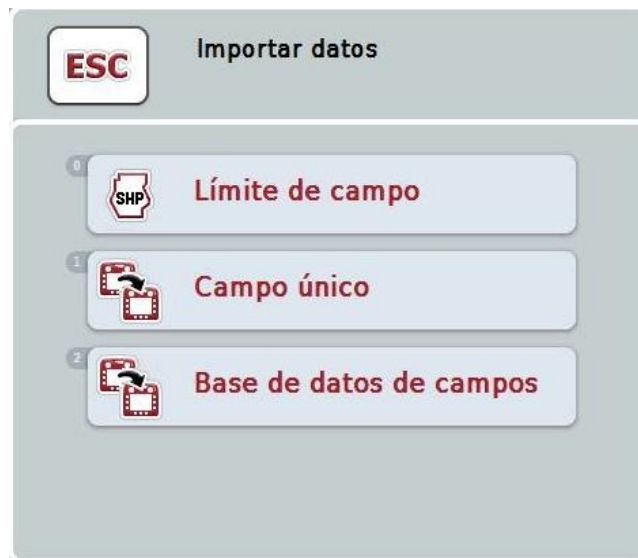 ESC
Importar datos
0
SHP
Límite de campo
1
Campo único
2
Base de datos de campos